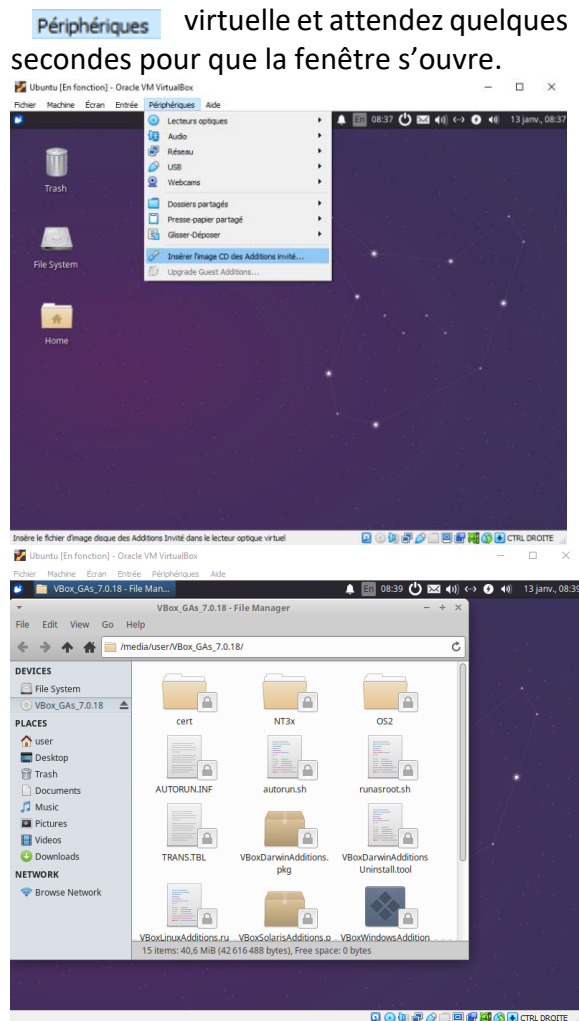 Périphériques virtuelle et attendez quelques
secondes pour que la fenêtre s’ouvre.
Ubuntu [En fonction] - Oracle VM VirtualBox
Fichier Machine Écran Entrée Périphériques Aide
En 08:37 13 janv., 08:37
Lecteurs optiques
Audio
Réseau
USB
Webcams
Dossiers partagés
Presse-papier partagé
Glisser-Déposer
Insérer l'image CD des Additions invité...
Upgrade Guest Additions...
Trash
File System
Home
Insère le fichier d'image disque des Additions Invité dans le lecteur optique virtuel
CTRL DROITE
Ubuntu [En fonction] - Oracle VM VirtualBox
Fichier Machine Écran Entrée Périphériques Aide
VBox_GAs_7.0.18 - File Man... En 08:39 13 janv., 08:39
VBox_GAs_7.0.18 - File Manager
File Edit View Go Help
/media/user/VBox_GAs_7.0.18/
DEVICES
File System
VBox_GAs_7.0.18
PLACES
user
Desktop
Trash
Documents
Music
Pictures
Videos
Downloads
NETWORK
Browse Network
cert NT3x OS2
AUTORUN.INF autorun.sh runasroot.sh
TRANS.TBL VBoxDarwinAdditions. VBoxDarwinAdditions
pkg Uninstall.tool
VBoxLinuxAdditions.ru VBoxSolarisAdditions.p VBoxWindowsAddition
15 items: 40,6 MiB (42 616 488 bytes), Free space: 0 bytes
CTRL DROITE